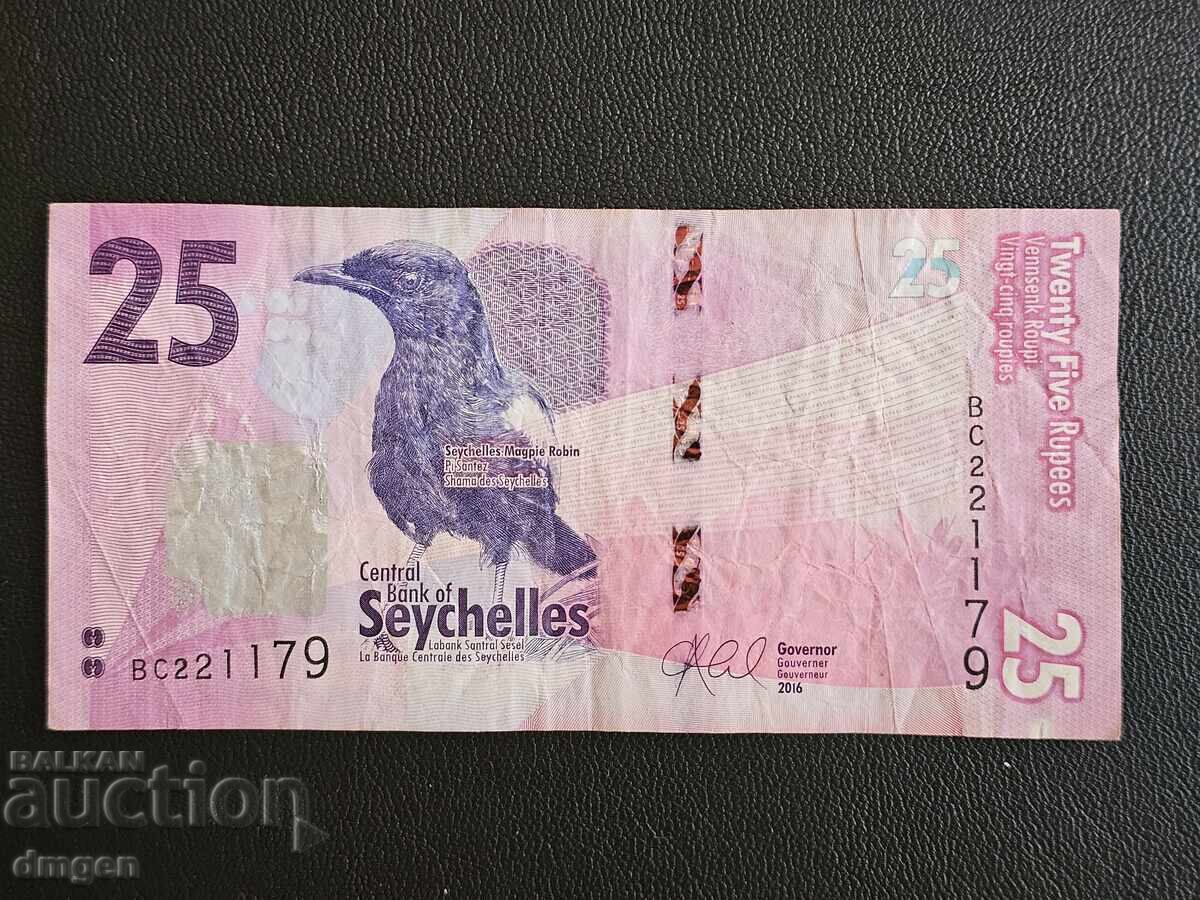 25
25
Twenty Five Rupees
Vennsenk Roupi
Vingt-cinq roupies
Seychelles Magpie Robin
Pi Santez
Shama des Seychelles
BC221179
Central
Bank of
Seychelles
Labank Santral Sesel
La Banque Centrale des Seychelles
BC221179
Governor
Gouverner
Gouverneur
2016
25
BALKAN
auction
dmgen